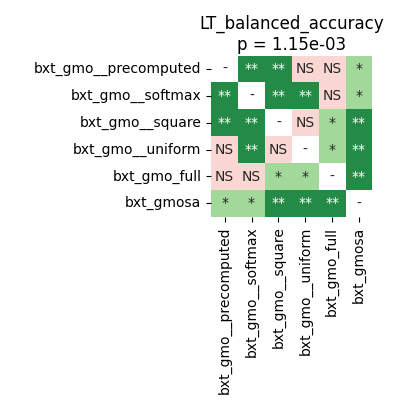 LT_balanced_accuracy
p = 1.15e-03
bxt_gmo__precomputed - ** ** NS NS *
bxt_gmo__softmax ** - ** ** NS *
bxt_gmo__square ** ** - NS * **
bxt_gmo__uniform NS ** NS - * **
bxt_gmo_full NS NS * * - **
bxt_gmosa * * ** ** ** -
bxt_gmo__precomputed
bxt_gmo__softmax
bxt_gmo__square
bxt_gmo__uniform
bxt_gmo_full
bxt_gmosa